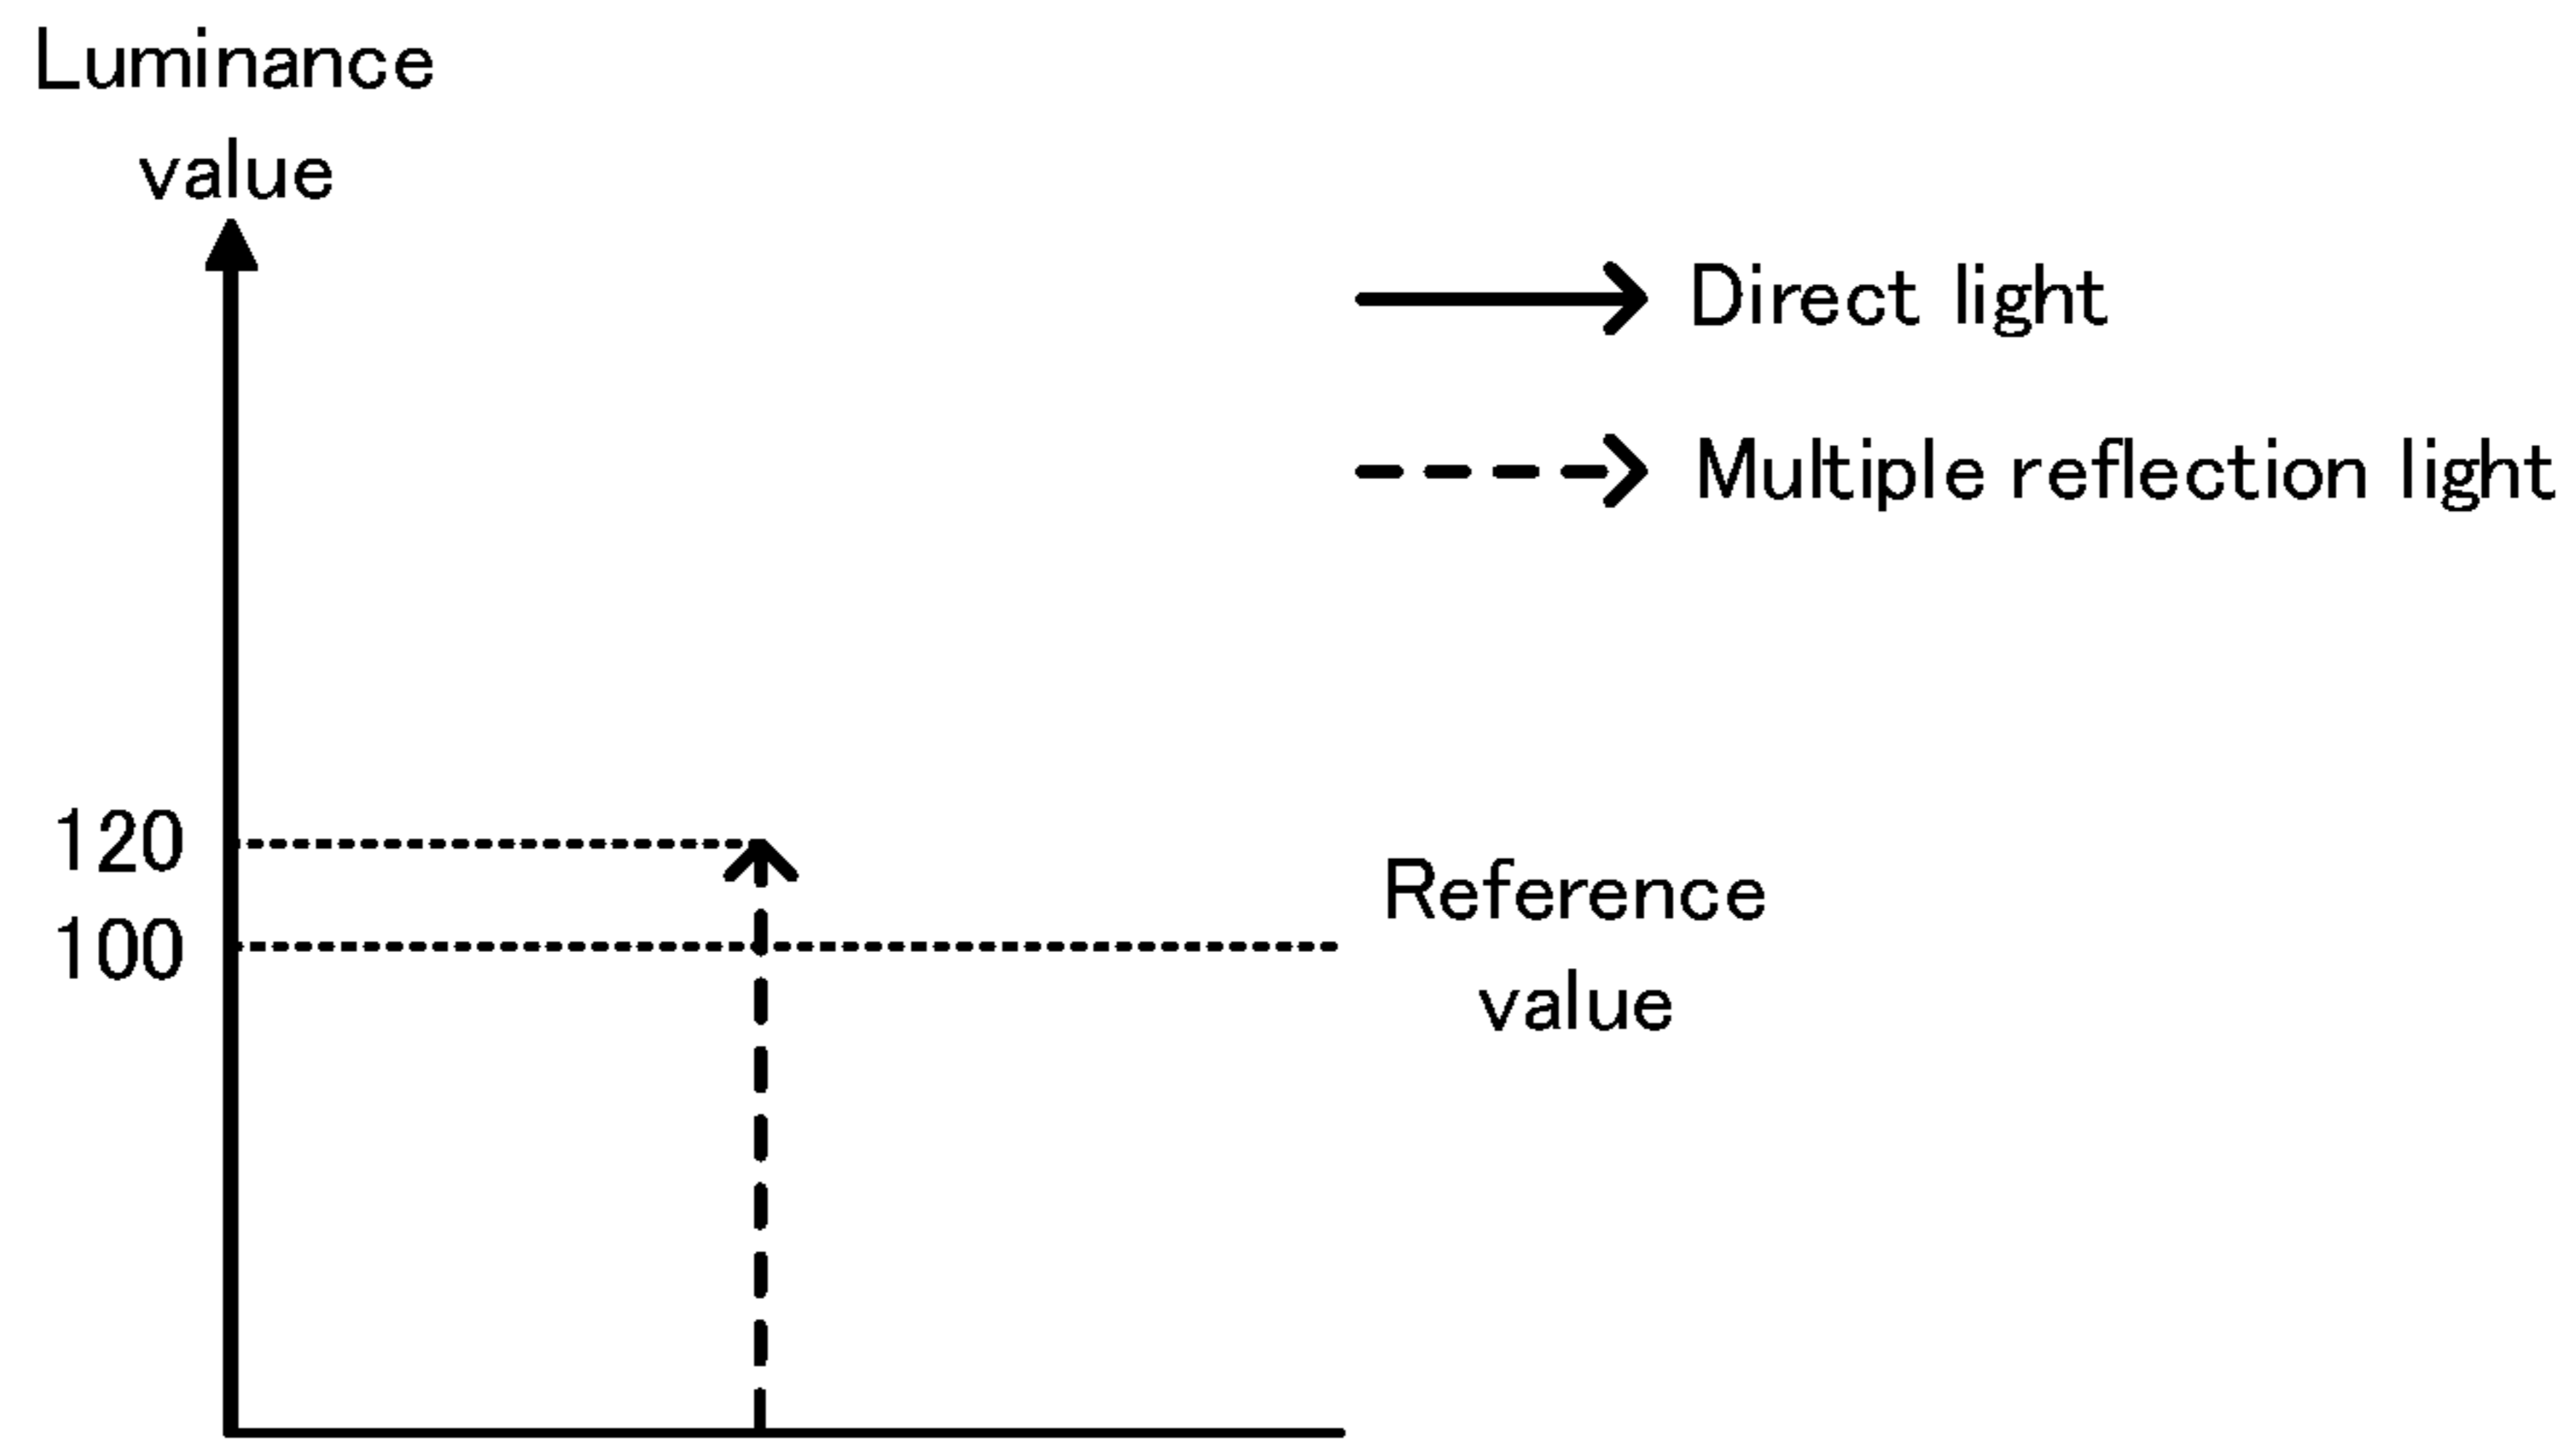 Luminance
value
Direct light
Multiple reflection light
120
100
Reference
value